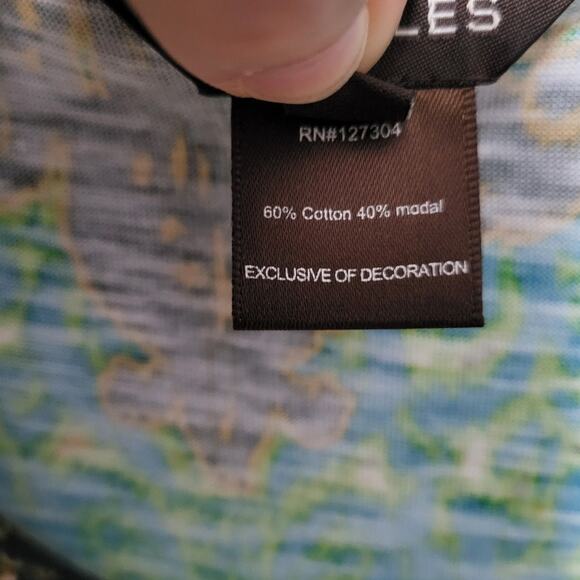 LES
RN#127304
60% Cotton 40% modal
EXCLUSIVE OF DECORATION